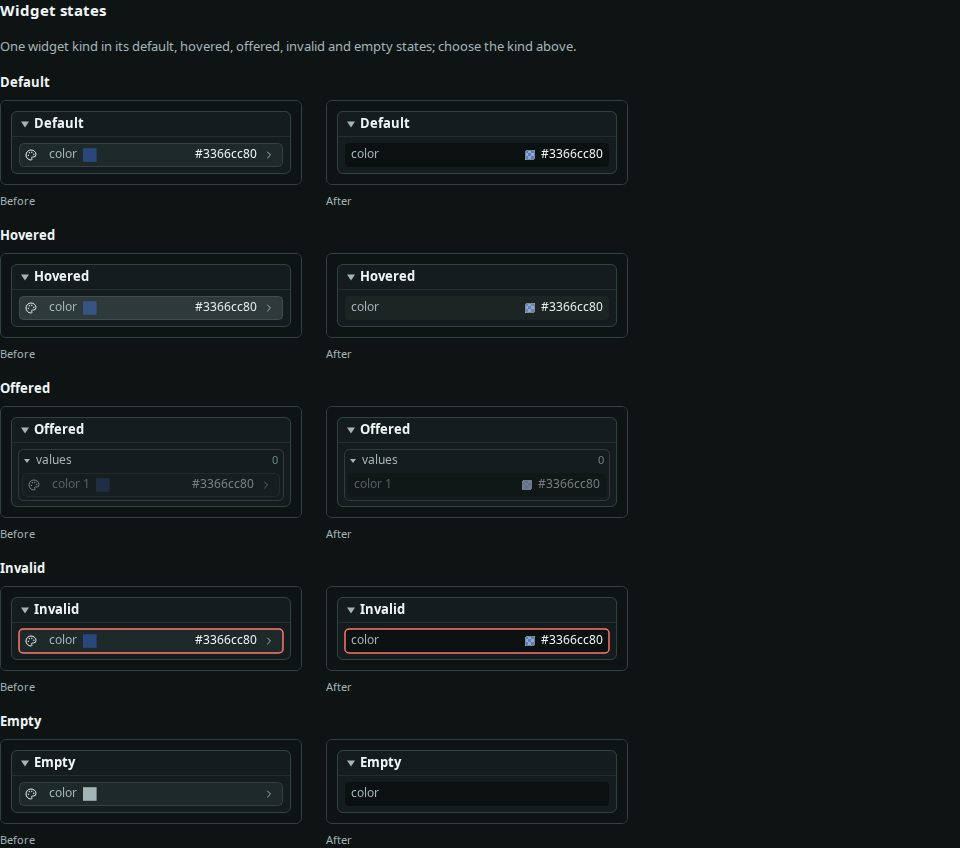 Widget states
One widget kind in its default, hovered, offered, invalid and empty states; choose the kind above.
Default
Default
color #3366cc80
Default
color #3366cc80
Before
After
Hovered
Hovered
color #3366cc80
Hovered
color #3366cc80
Before
After
Offered
Offered
values 0
color 1 #3366cc80
Offered
values 0
color 1 #3366cc80
Before
After
Invalid
Invalid
color #3366cc80
Invalid
color #3366cc80
Before
After
Empty
Empty
color
Empty
color
Before
After